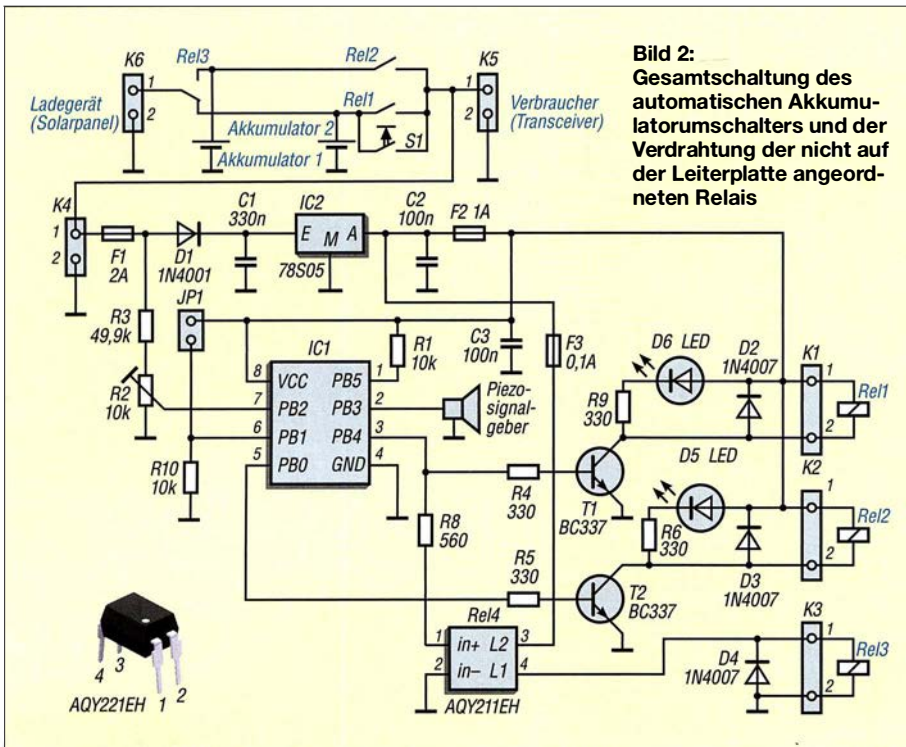 K6
1
2
Rel3
Rel2
K5
1
2
Ladegerät
(Solarpanel)
Rel1
S1
Akkumulator 2
Akkumulator 1
Verbraucher
(Transceiver)
Bild 2:
Gesamtschaltung des
automatischen Akkumu-
latorumschalters und der
Verdrahtung der nicht auf
der Leiterplatte angeord-
neten Relais
K4
1
2
F1
2A
D1
1N4001
C1
330n
IC2
E M A
78S05
C2
100n
F2 1A
JP1
R3
49,9k
R2
10k
R10
10k
IC1
8 VCC PB5 1
7 PB2 PB3 2
6 PB1 PB4 3
5 PB0 GND 4
R1
10k
C3
100n
F3
0,1A
Piezo-
signal-
geber
D6 LED
D2
1N4007
K1
1
2
Rel1
R9
330
R4
330
T1
BC337
D5 LED
K2
1
2
Rel2
R6
330
R8
560
R5
330
T2
BC337
D3
1N4007
Rel4
1 in+ L2 3
2 in– L1 4
AQY211EH
D4
1N4007
K3
1
2
Rel3
4
3
1
2
AQY221EH